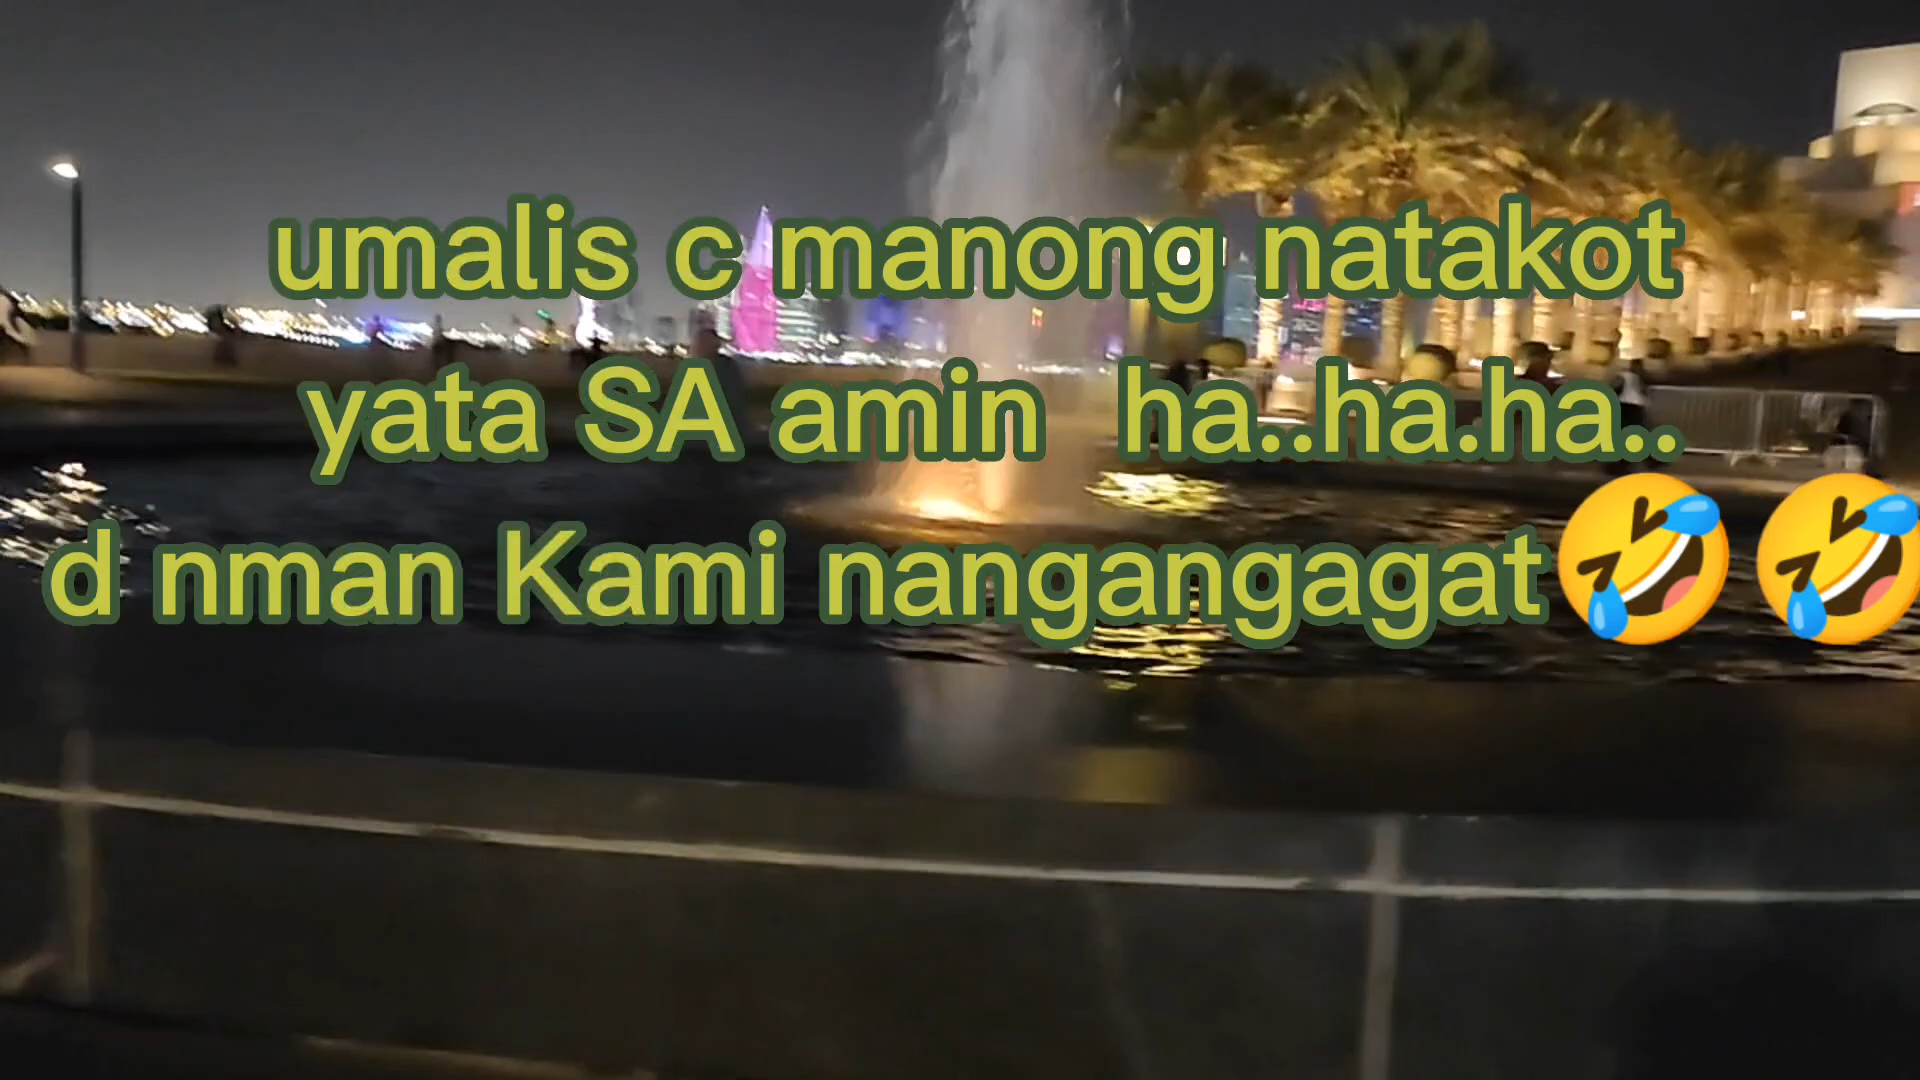 umalis c manong natakot
yata SA amin ha..ha.ha..
d nman Kami nangangagat🤣🤣